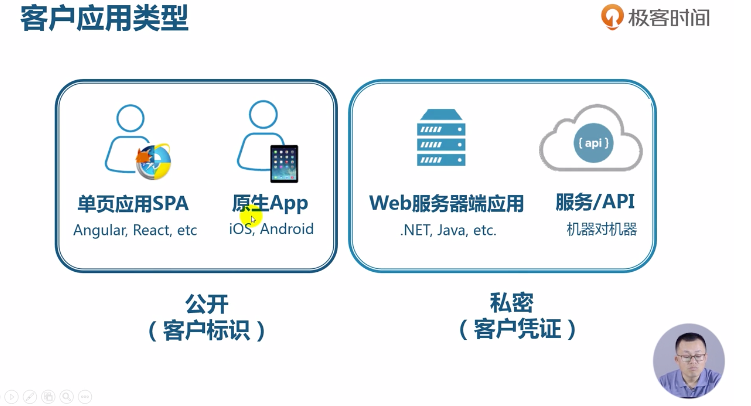 客户应用类型
极客时间
单页应用SPA
Angular, React, etc
原生App
iOS, Android
Web服务器端应用
.NET, Java, etc.
{api}
服务/API
机器对机器
公开
（客户标识）
私密
（客户凭证）